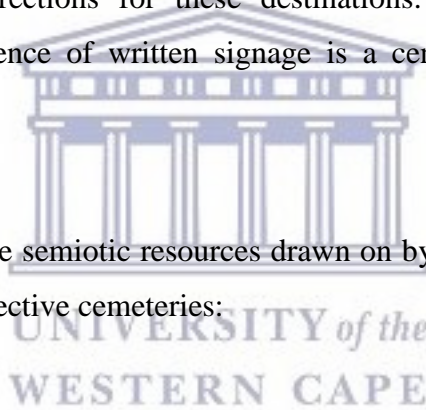 rections for these destinations.
ence of written signage is a cer
e semiotic resources drawn on by
ective cemeteries:
UNIVERSITY of the
WESTERN CAPE